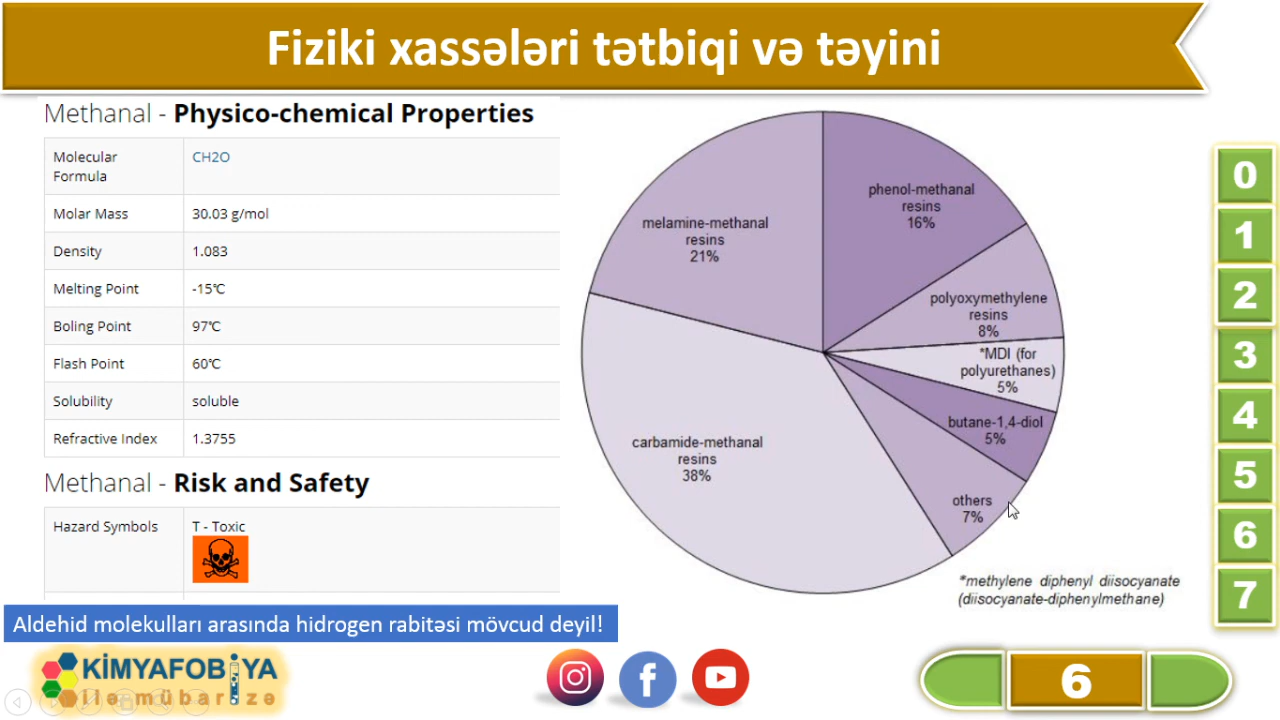 Fiziki xassələri tətbiqi və təyini
Methanal - Physico-chemical Properties
Molecular Formula CH2O
Molar Mass 30.03 g/mol
Density 1.083
Melting Point -15℃
Boling Point 97℃
Flash Point 60℃
Solubility soluble
Refractive Index 1.3755
Methanal - Risk and Safety
Hazard Symbols T - Toxic
phenol-methanal
resins
16%
melamine-methanal
resins
21%
polyoxymethylene
resins
8%
*MDI (for
polyurethanes)
5%
butane-1,4-diol
5%
carbamide-methanal
resins
38%
others
7%
*methylene diphenyl diisocyanate
(diisocyanate-diphenylmethane)
0
1
2
3
4
5
6
7
Aldehid molekulları arasında hidrogen rabitəsi mövcud deyil!
KİMYAFOBİYA
ilə mübarizə
6